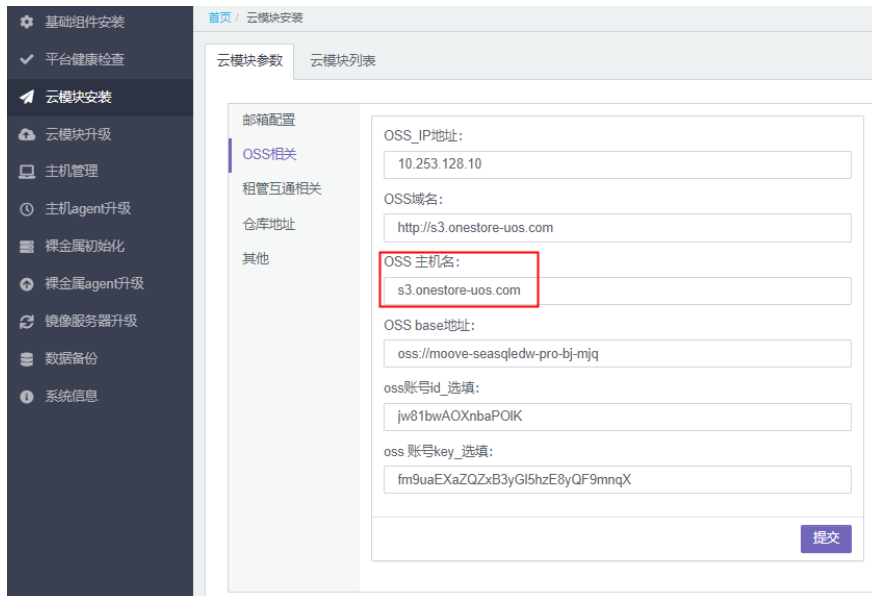 基础组件安装
平台健康检查
云模块安装
云模块升级
主机管理
主机agent升级
裸金属初始化
裸金属agent升级
镜像服务器升级
数据备份
系统信息
首页 / 云模块安装
云模块参数 云模块列表
邮箱配置
OSS相关
租管互通相关
仓库地址
其他
OSS_IP地址:
10.253.128.10
OSS域名:
http://s3.onestore-uos.com
OSS 主机名:
s3.onestore-uos.com
OSS base地址:
oss://moove-seasqledw-pro-bj-mjq
oss账号id_选填:
jw81bwAOXnbaPOlK
oss 账号key_选填:
fm9uaEXaZQZxB3yGl5hzE8yQF9mnqX
提交